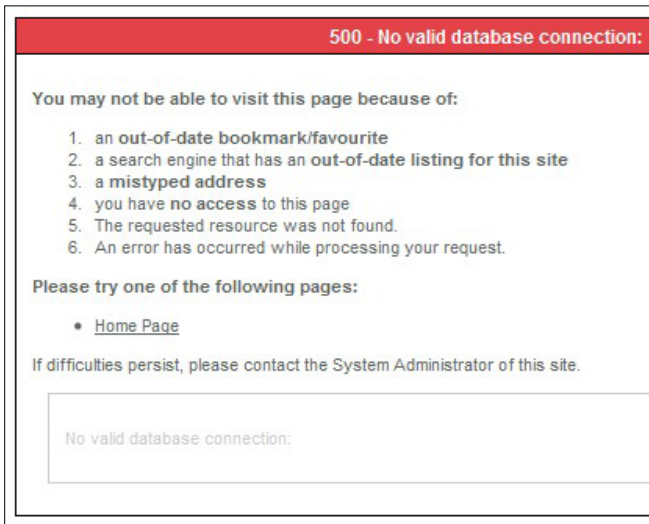 500 - No valid database connection:
You may not be able to visit this page because of:
1. an out-of-date bookmark/favourite
2. a search engine that has an out-of-date listing for this site
3. a mistyped address
4. you have no access to this page
5. The requested resource was not found.
6. An error has occurred while processing your request.
Please try one of the following pages:
• Home Page
If difficulties persist, please contact the System Administrator of this site.
No valid database connection: